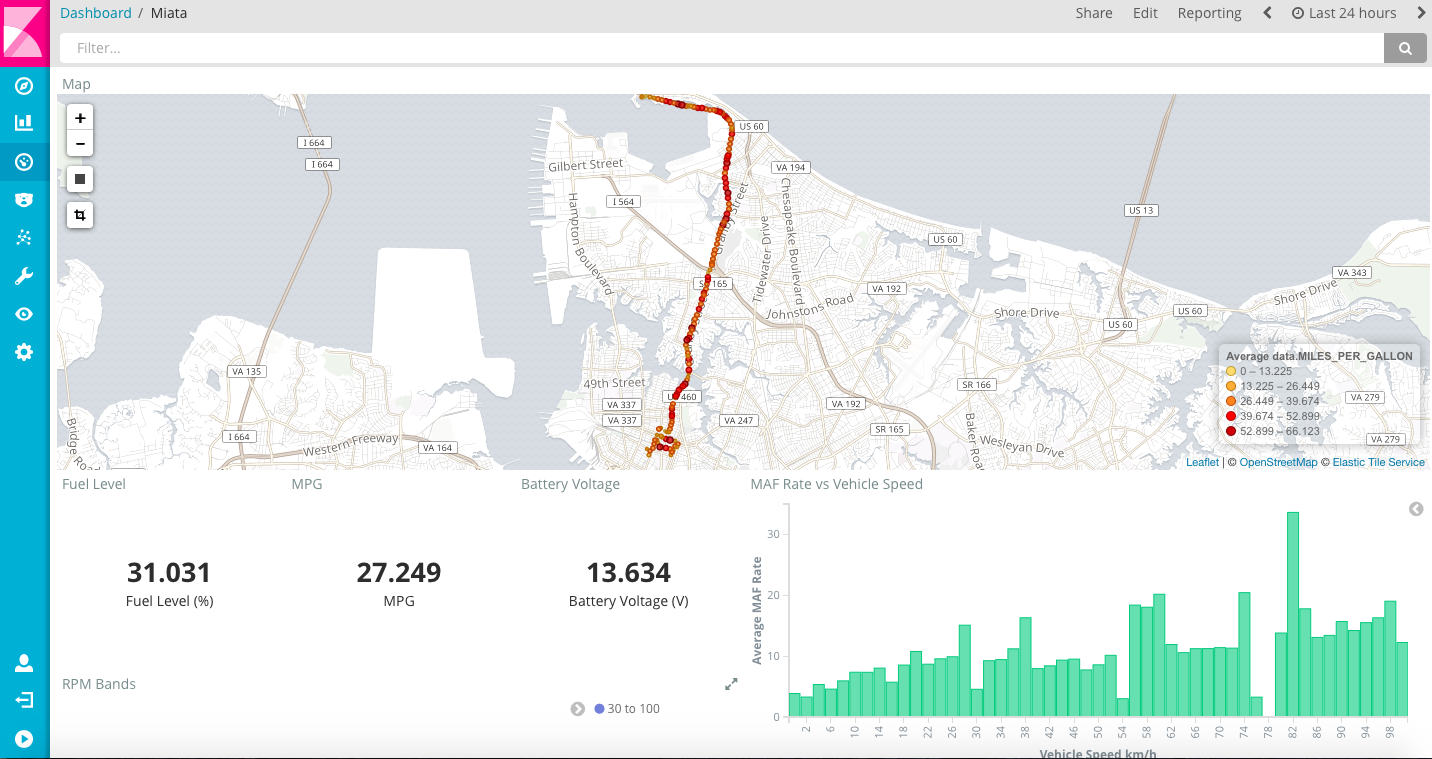 Dashboard / Miata
Share Edit Reporting Last 24 hours
Filter...
Map
+
−
I 664
I 664
US 60
Gilbert Street
VA 194
I 564
Hampton Boulevard
Granby Street
Chesapeake Boulevard
Tidewater Drive
US 13
US 60
VA 343
165
VA 192
Johnstons Road
Shore Drive
Shore Drive
US 60
US 60
VA 135
49th Street
SR 166
VA 337
460
VA 192
VA 337
VA 247
SR 165
VA 279
I 664
Western Freeway
VA 164
Bridge Road
Baker Road
Wesleyan Drive
VA 279
Average data.MILES_PER_GALLON
0 – 13.225
13.225 – 26.449
26.449 – 39.674
39.674 – 52.899
52.899 – 66.123
Leaflet | © OpenStreetMap © Elastic Tile Service
Fuel Level MPG Battery Voltage MAF Rate vs Vehicle Speed
31.031
Fuel Level (%)
27.249
MPG
13.634
Battery Voltage (V)
RPM Bands
30 to 100
Average MAF Rate
30
20
10
0
2 6 10 14 18 22 26 30 34 38 42 46 50 54 58 62 66 70 74 78 82 86 90 94 98
Vehicle Speed km/h